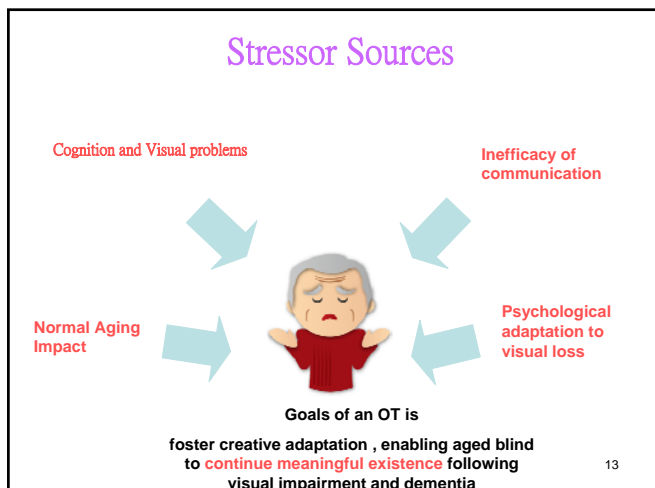 Stressor Sources
Cognition and Visual problems
Inefficacy of
communication
Normal Aging
Impact
Psychological
adaptation to
visual loss
Goals of an OT is
foster creative adaptation , enabling aged blind
to continue meaningful existence following
visual impairment and dementia
13